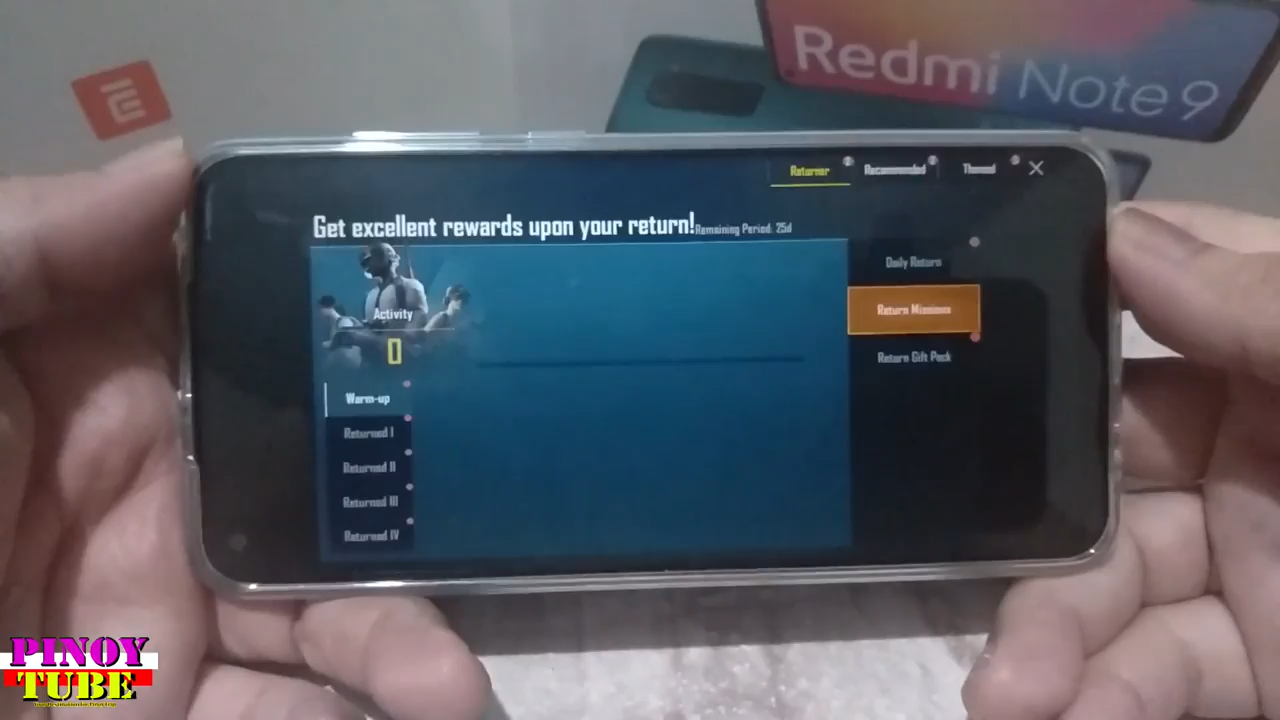 Redmi Note 9
Returner
Recommended
Themed
Get excellent rewards upon your return!
Remaining Period: 25d
Activity
0
Warm-up
Returned I
Returned II
Returned III
Returned IV
Daily Return
Return Missions
Return Gift Pack
PINOY
TUBE